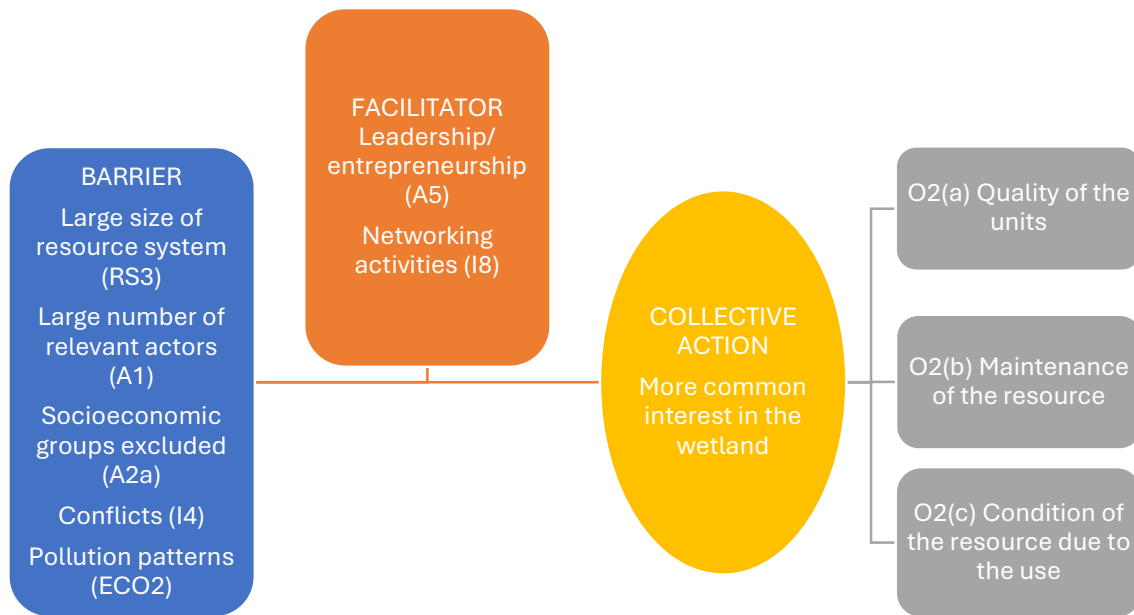 BARRIER
Large size of
resource system
(RS3)
Large number of
relevant actors
(A1)
Socioeconomic
groups excluded
(A2a)
Conflicts (I4)
Pollution patterns
(ECO2)
FACILITATOR
Leadership/
entrepreneurship
(A5)
Networking
activities (I8)
COLLECTIVE
ACTION
More common
interest in the
wetland
O2(a) Quality of the
units
O2(b) Maintenance
of the resource
O2(c) Condition of
the resource due to
the use